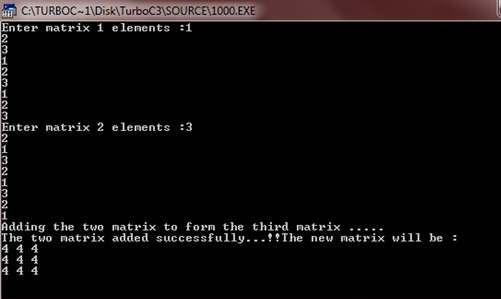 C:\TURBOC~1\Disk\TurboC3\SOURCE\1000.EXE
Enter matrix 1 elements :1
2
3
1
2
3
1
2
3
Enter matrix 2 elements :3
2
1
3
2
1
3
2
1
Adding the two matrix to form the third matrix .....
The two matrix added successfully...!!The new matrix will be :
4 4 4
4 4 4
4 4 4